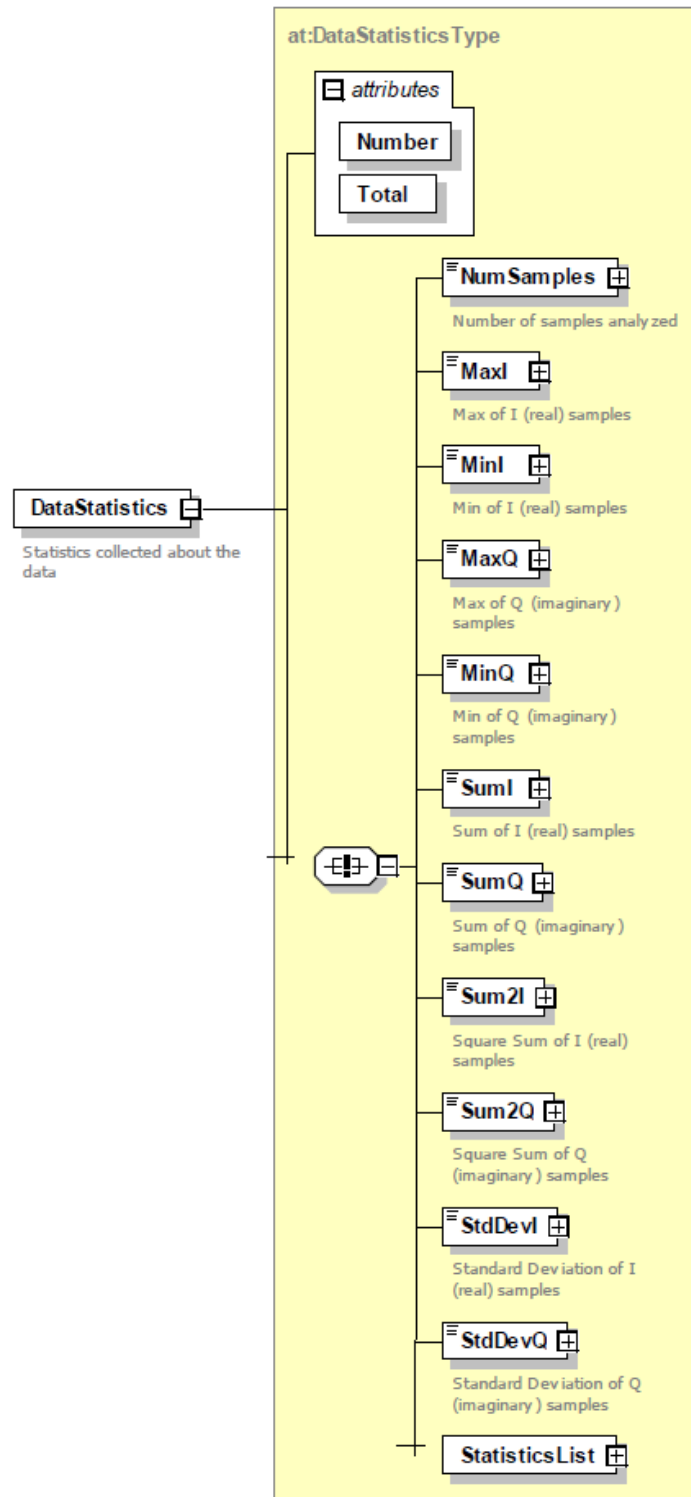 at:DataStatisticsType
attributes
Number
Total
NumSamples
Number of samples analyzed
MaxI
Max of I (real) samples
MinI
Min of I (real) samples
MaxQ
Max of Q (imaginary)
samples
MinQ
Min of Q (imaginary)
samples
DataStatistics
Statistics collected about the
data
SumI
Sum of I (real) samples
SumQ
Sum of Q (imaginary)
samples
Sum2I
Square Sum of I (real)
samples
Sum2Q
Square Sum of Q
(imaginary) samples
StdDevI
Standard Deviation of I
(real) samples
StdDevQ
Standard Deviation of Q
(imaginary) samples
StatisticsList